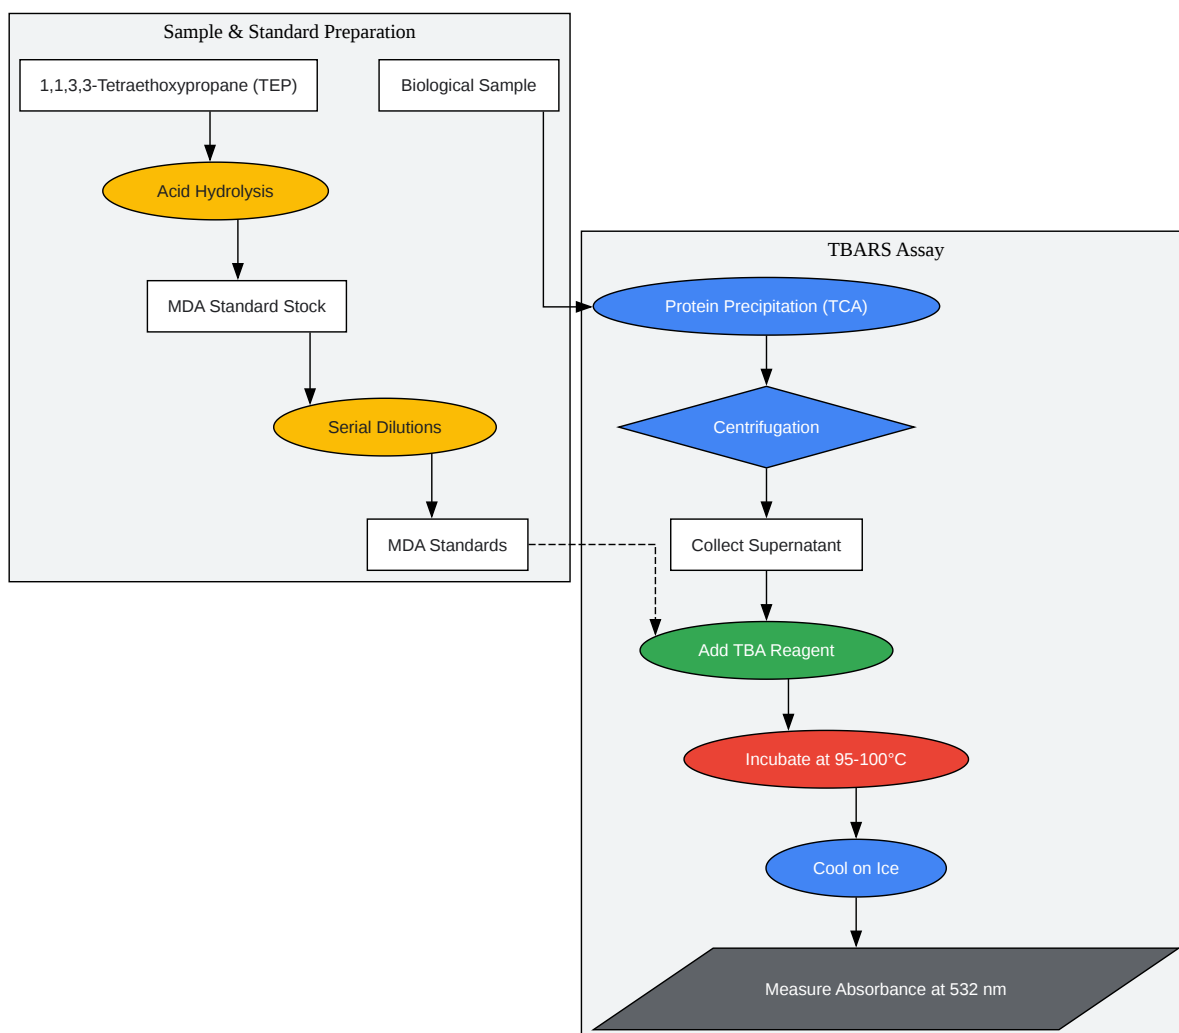 Sample & Standard Preparation
1,1,3,3-Tetraethoxypropane (TEP)
Biological Sample
Acid Hydrolysis
MDA Standard Stock
Serial Dilutions
MDA Standards
TBARS Assay
Protein Precipitation (TCA)
Centrifugation
Collect Supernatant
Add TBA Reagent
Incubate at 95-100°C
Cool on Ice
Measure Absorbance at 532 nm